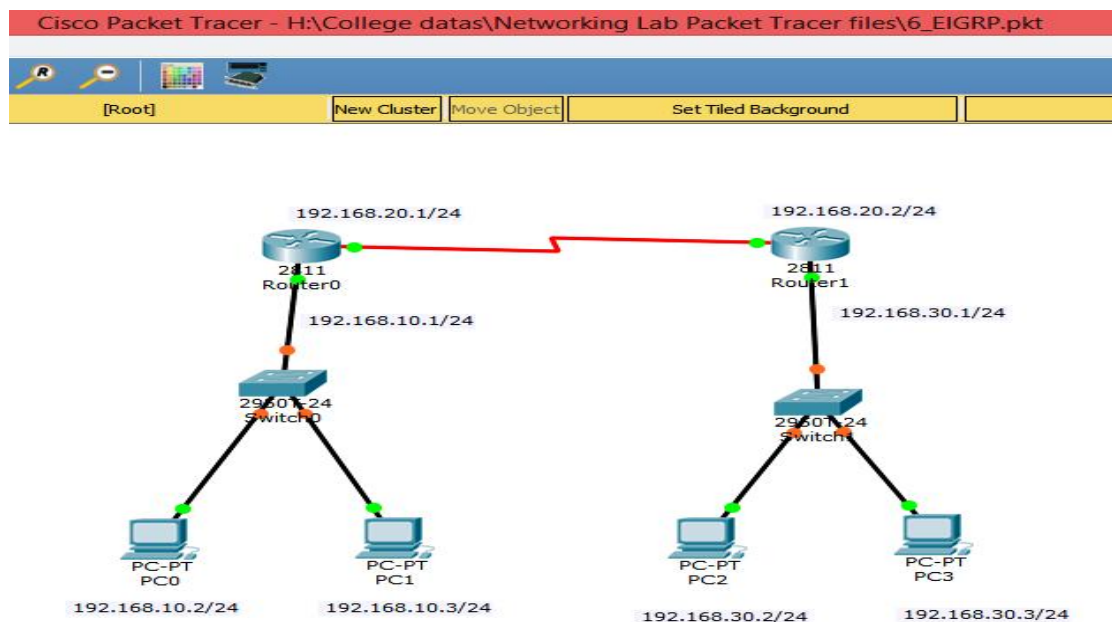 Cisco Packet Tracer - H:\College datas\Networking Lab Packet Tracer files\6_EIGRP.pkt
R
[Root] New Cluster Move Object Set Tiled Background
192.168.20.1/24
192.168.20.2/24
2811
Router0
2811
Router1
192.168.10.1/24
192.168.30.1/24
2950T-24
Switch0
2950T-24
Switch1
PC-PT
PC0
PC-PT
PC1
PC-PT
PC2
PC-PT
PC3
192.168.10.2/24
192.168.10.3/24
192.168.30.2/24
192.168.30.3/24